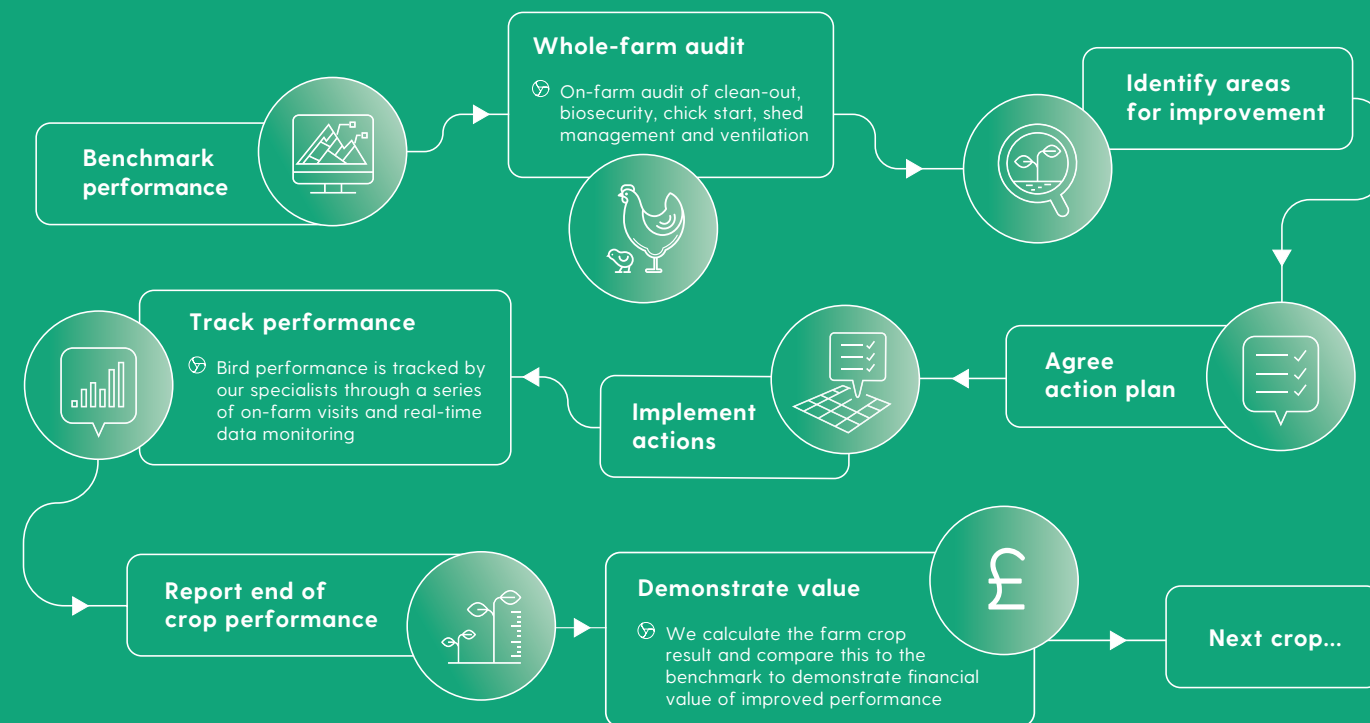 Benchmark
performance
Whole-farm audit
On-farm audit of clean-out,
biosecurity, chick start, shed
management and ventilation
Identify areas
for improvement
Agree
action plan
Implement
actions
Track performance
Bird performance is tracked by
our specialists through a series
of on-farm visits and real-time
data monitoring
Report end of
crop performance
Demonstrate value
We calculate the farm crop
result and compare this to the
benchmark to demonstrate financial
value of improved performance
£
Next crop...